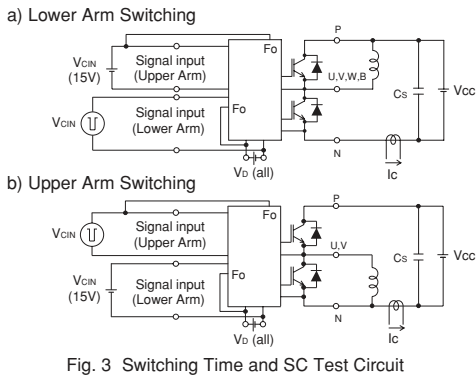 a) Lower Arm Switching
P
Fo
VCIN
(15V)
Signal input
(Upper Arm)
U,V,W,B
CS
VCC
VCIN
Signal input
(Lower Arm)
Fo
N
VD (all)
IC
b) Upper Arm Switching
P
Fo
VCIN
Signal input
(Upper Arm)
U,V
CS
VCC
VCIN
(15V)
Signal input
(Lower Arm)
Fo
N
VD (all)
IC
Fig. 3 Switching Time and SC Test Circuit